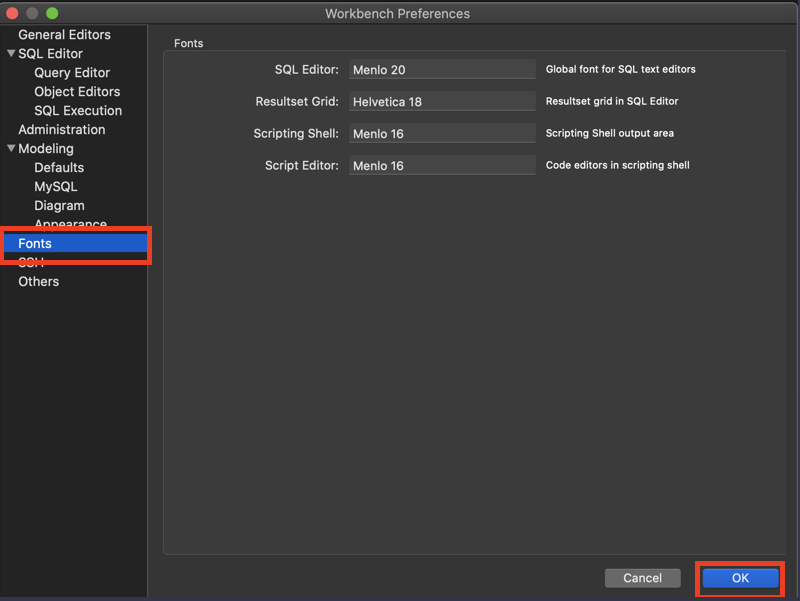 Workbench Preferences
General Editors
SQL Editor
Query Editor
Object Editors
SQL Execution
Administration
Modeling
Defaults
MySQL
Diagram
Appearance
Fonts
SSH
Others
Fonts
SQL Editor: Menlo 20 Global font for SQL text editors
Resultset Grid: Helvetica 18 Resultset grid in SQL Editor
Scripting Shell: Menlo 16 Scripting Shell output area
Script Editor: Menlo 16 Code editors in scripting shell
Cancel OK